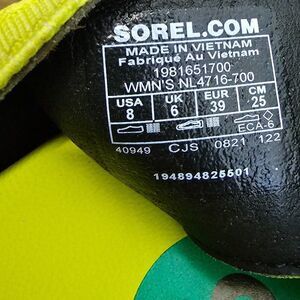 SOREL.COM
MADE IN VIETNAM
Fabriqué Au Vietnam
1981651700
WMN'S NL4716-700
USA UK EUR CM
8 6 39 25
ECA-6
40949 CJS 0821 122
194894825501